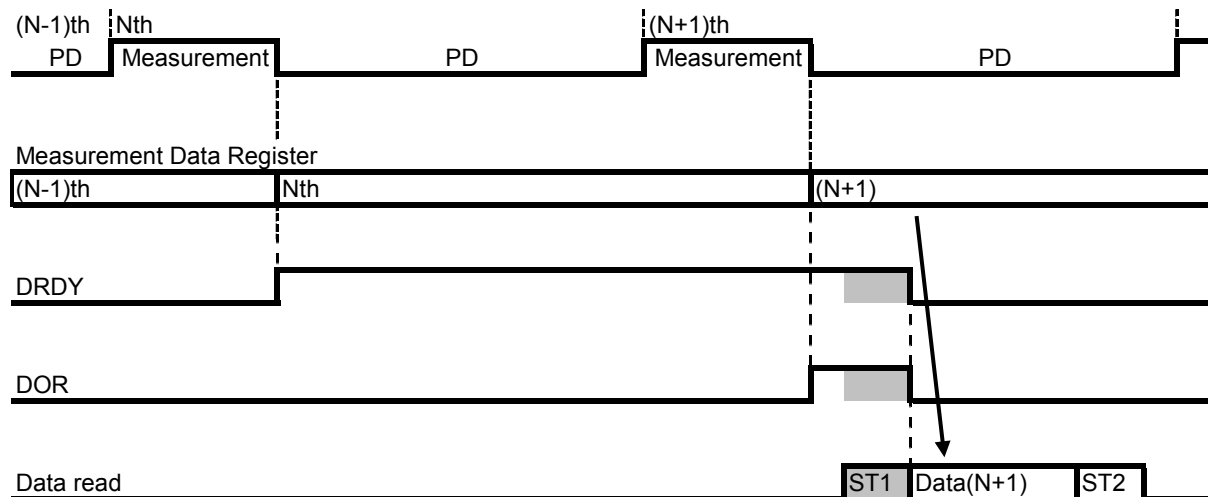 (N-1)th Nth (N+1)th
PD Measurement PD Measurement PD
Measurement Data Register
(N-1)th Nth (N+1)
DRDY
DOR
Data read ST1 Data(N+1) ST2